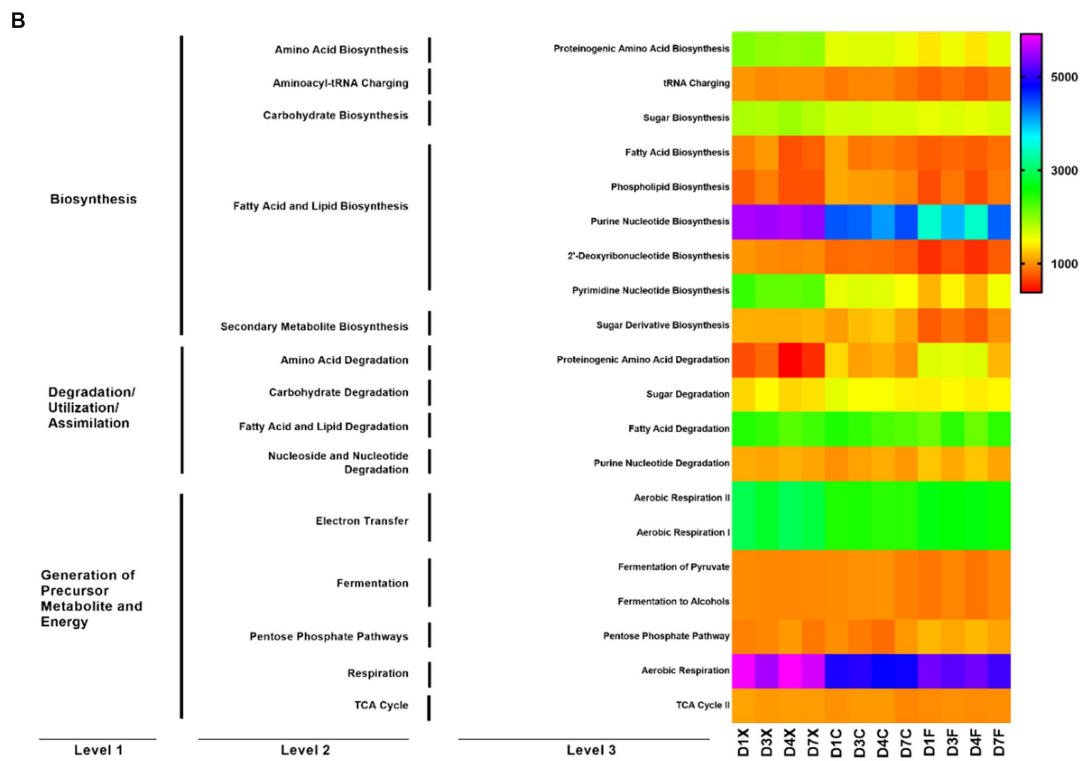 B
Biosynthesis
Degradation/
Utilization/
Assimilation
Generation of
Precursor
Metabolite and
Energy
Level 1
Amino Acid Biosynthesis
Aminoacyl-tRNA Charging
Carbohydrate Biosynthesis
Fatty Acid and Lipid Biosynthesis
Secondary Metabolite Biosynthesis
Amino Acid Degradation
Carbohydrate Degradation
Fatty Acid and Lipid Degradation
Nucleoside and Nucleotide
Degradation
Electron Transfer
Fermentation
Pentose Phosphate Pathways
Respiration
TCA Cycle
Level 2
Proteinogenic Amino Acid Biosynthesis
tRNA Charging
Sugar Biosynthesis
Fatty Acid Biosynthesis
Phospholipid Biosynthesis
Purine Nucleotide Biosynthesis
2'-Deoxyribonucleotide Biosynthesis
Pyrimidine Nucleotide Biosynthesis
Sugar Derivative Biosynthesis
Proteinogenic Amino Acid Degradation
Sugar Degradation
Fatty Acid Degradation
Purine Nucleotide Degradation
Aerobic Respiration II
Aerobic Respiration I
Fermentation of Pyruvate
Fermentation to Alcohols
Pentose Phosphate Pathway
Aerobic Respiration
TCA Cycle II
Level 3
D1X
D3X
D4X
D7X
D1C
D3C
D4C
D7C
D1F
D3F
D4F
D7F
5000
3000
1000